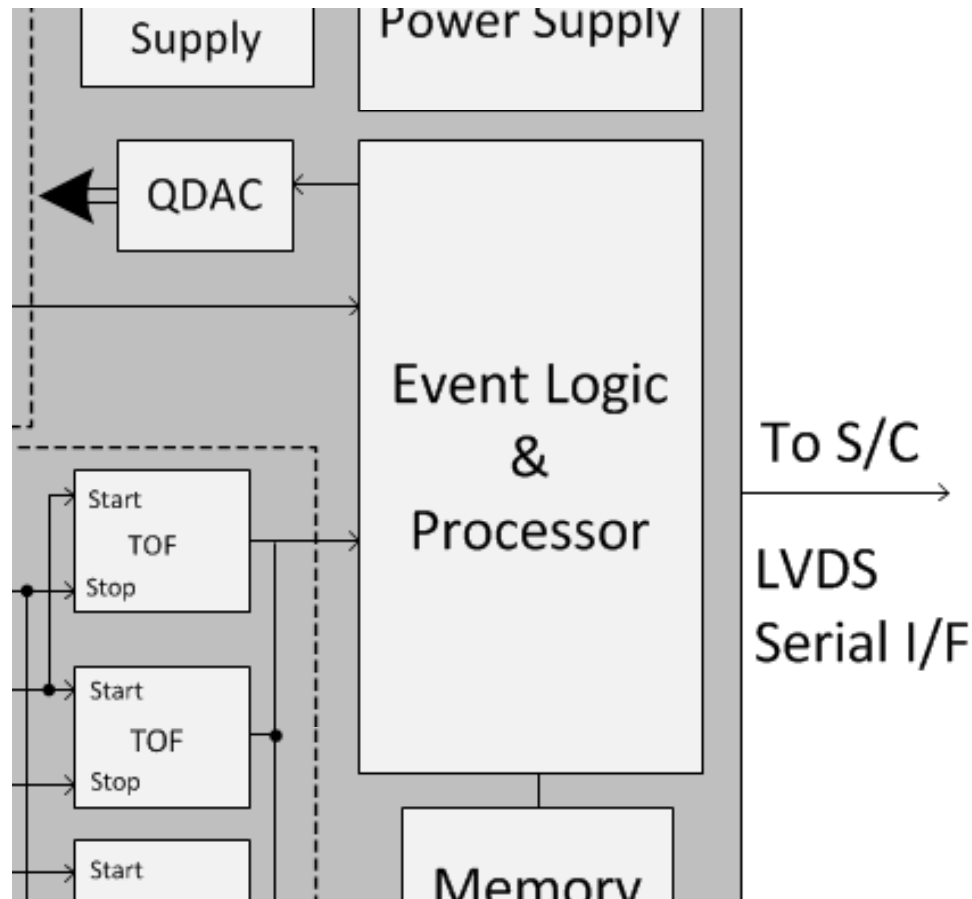 Supply
Power Supply
QDAC
Event Logic
&
Processor
To S/C
LVDS
Serial I/F
Start
TOF
Stop
Start
TOF
Stop
Start
Memory